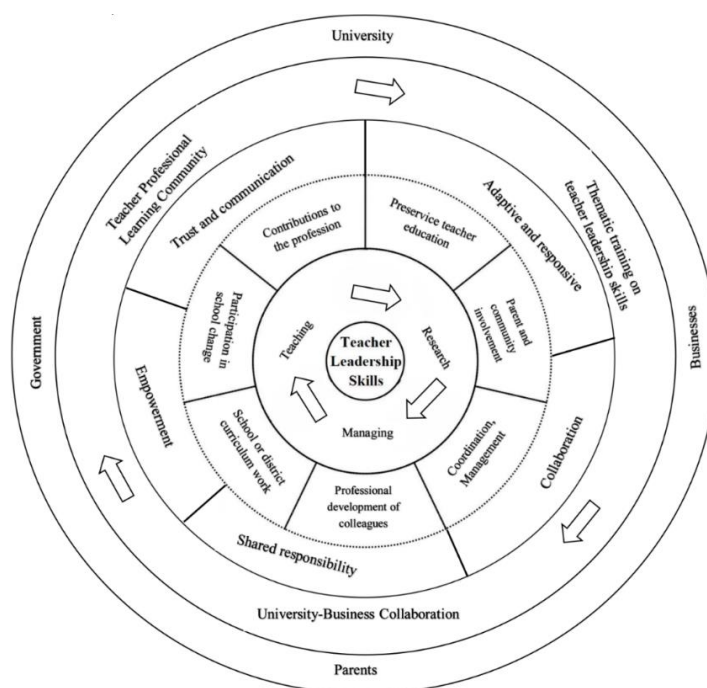 University
Teacher Professional
Learning Community
Thematic training on
teacher leadership skills
Trust and communication
Adaptive and responsive
Contributions to
the profession
Preservice teacher
education
Government
Businesses
Participation in
school change
Parent and
community
involvement
Teaching
Research
Teacher
Leadership
Skills
Managing
Empowerment
Collaboration
School or district
curriculum work
Coordination,
Management
Professional
development of
colleagues
Shared responsibility
University-Business Collaboration
Parents